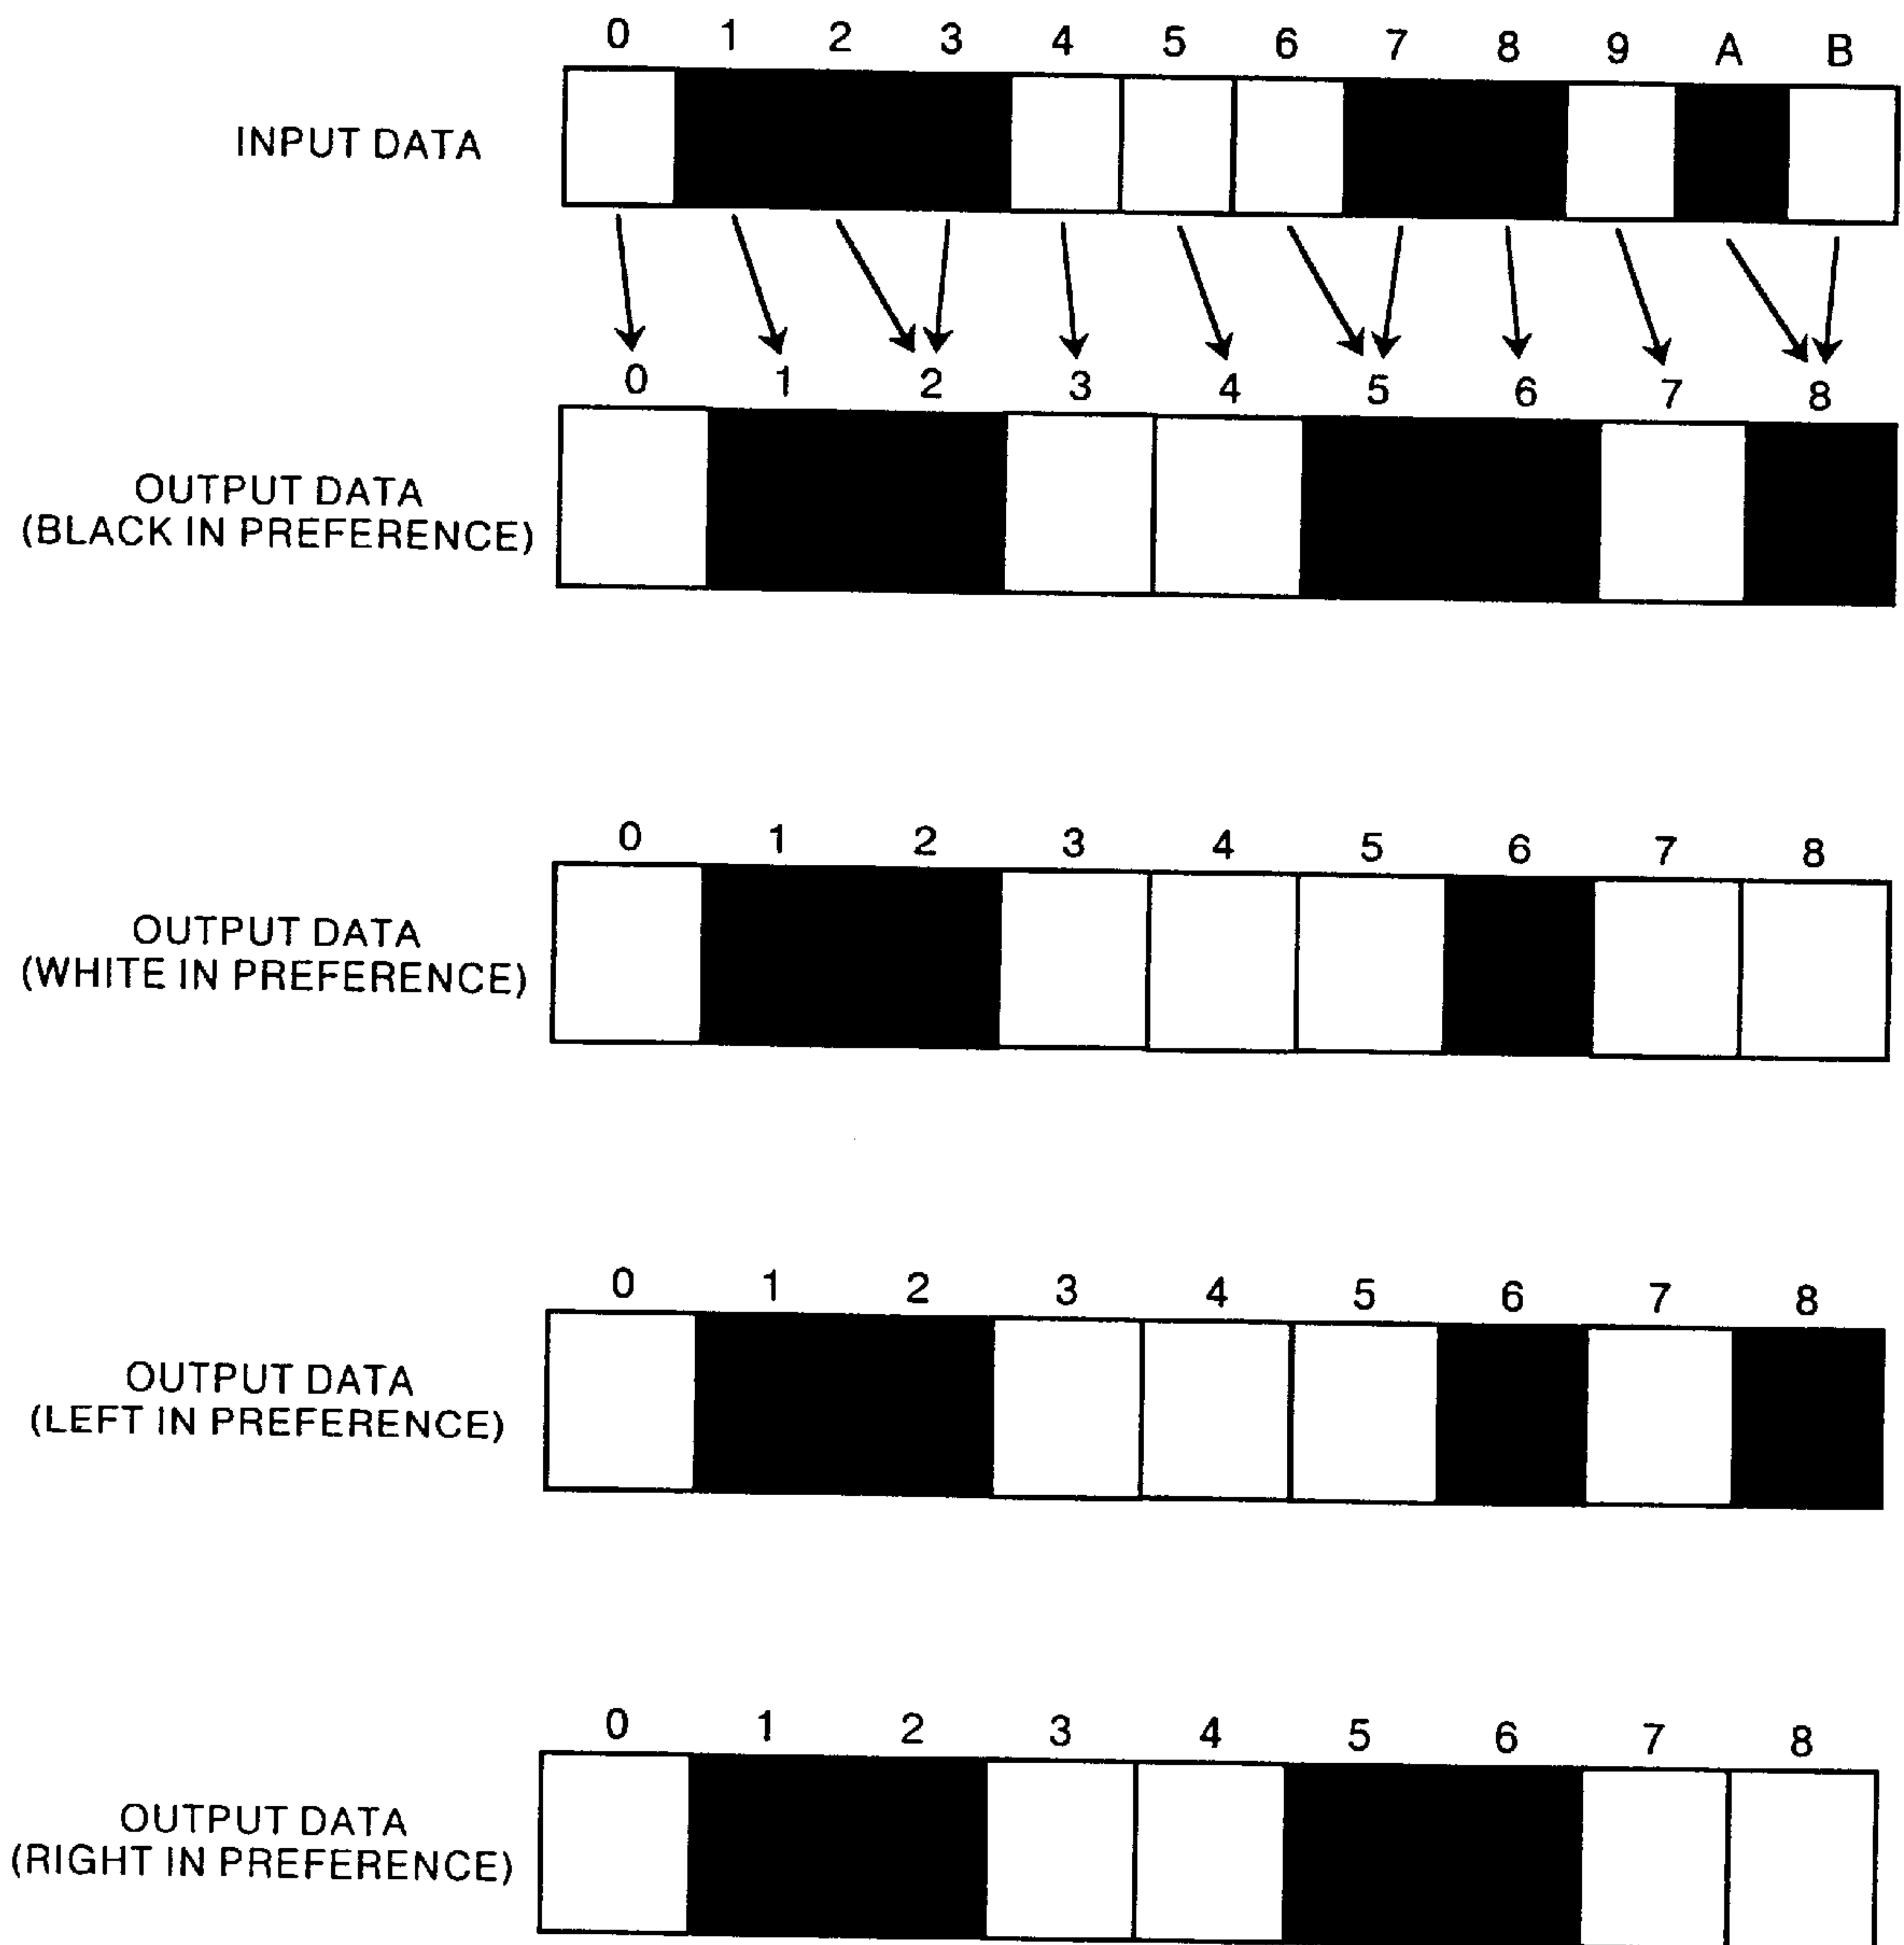 0 1 2 3 4 5 6 7 8 9 A B
INPUT DATA
0 1 2 3 4 5 6 7 8
OUTPUT DATA
(BLACK IN PREFERENCE)
0 1 2 3 4 5 6 7 8
OUTPUT DATA
(WHITE IN PREFERENCE)
0 1 2 3 4 5 6 7 8
OUTPUT DATA
(LEFT IN PREFERENCE)
0 1 2 3 4 5 6 7 8
OUTPUT DATA
(RIGHT IN PREFERENCE)